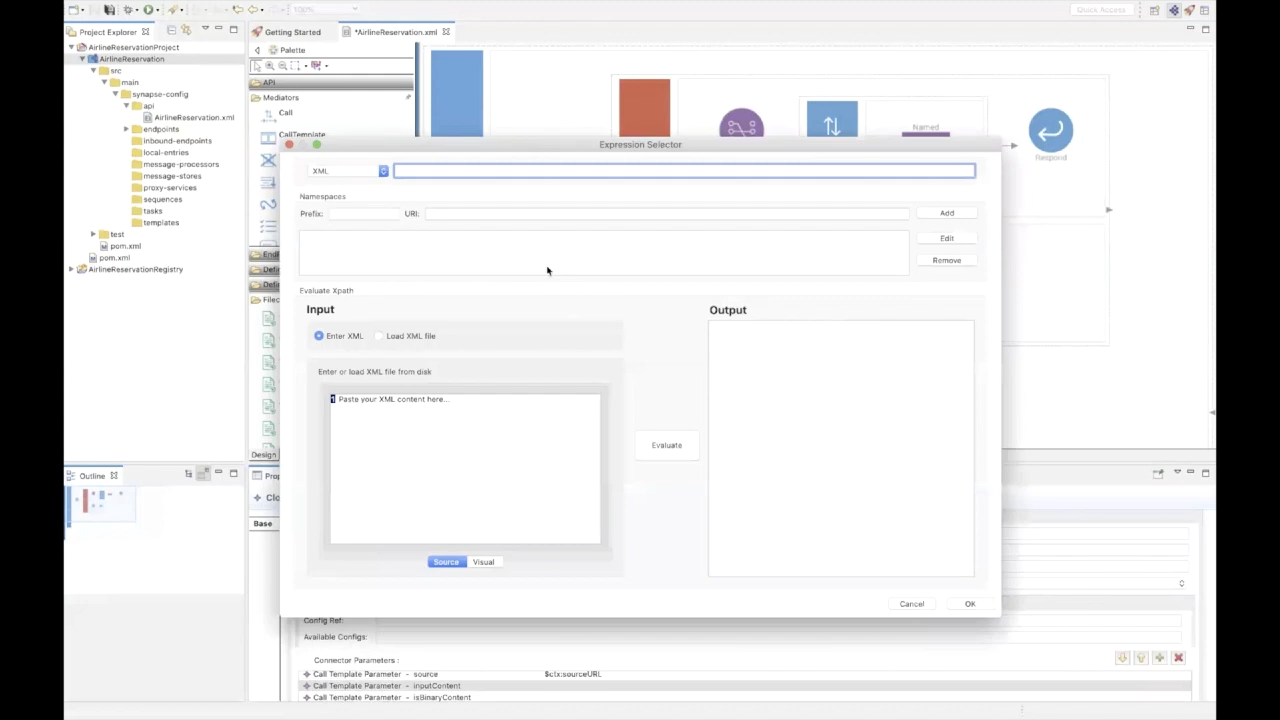 100%
Quick Access
Project Explorer
Getting Started
*AirlineReservation.xml
AirlineReservationProject
AirlineReservation
src
main
synapse-config
api
AirlineReservation.xml
endpoints
inbound-endpoints
local-entries
message-processors
message-stores
proxy-services
sequences
tasks
templates
test
pom.xml
pom.xml
AirlineReservationRegistry
Palette
API
Mediators
Call
CallTemplate
Named
Respond
Expression Selector
XML
Namespaces
Prefix:
URI:
Add
Edit
Remove
Evaluate Xpath
Input
Output
Enter XML
Load XML file
Enter or load XML file from disk
1 Paste your XML content here...
Evaluate
Source
Visual
Cancel
OK
Design
Outline
Base
Config Ref:
Available Configs:
Connector Parameters :
Call Template Parameter - source
$ctx:sourceURL
Call Template Parameter - inputContent
Call Template Parameter - isBinaryContent